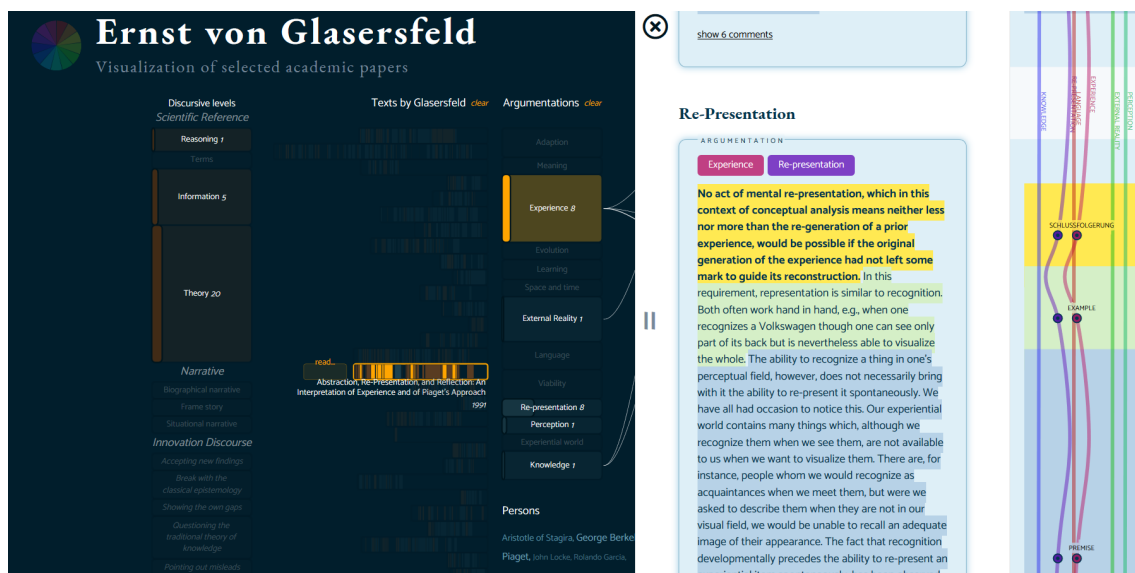 Ernst von Glasersfeld
Visualization of selected academic papers
Discursive levels
Scientific Reference
Reasoning 1
Terms
Information 5
Theory 20
Narrative
Biographical narrative
Frame story
Situational narrative
Innovation Discourse
Accepting new findings
Break with the
classical epistemology
Showing the own gaps
Questioning the
traditional theory of
knowledge
Pointing out misleads
Texts by Glasersfeld clear
read...
Abstraction, Re-Presentation, and Reflection: An
Interpretation of Experience and of Piaget's Approach
1991
Argumentations clear
Adaption
Meaning
Experience 8
Evolution
Learning
Space and time
External Reality 1
Language
Viability
Re-presentation 8
Perception 1
Experiential world
Knowledge 1
Persons
Aristotle of Stagira, George Berke
Piaget, John Locke, Rolando Garcia,
show 6 comments
Re-Presentation
ARGUMENTATION
Experience
Re-presentation
No act of mental re-presentation, which in this
context of conceptual analysis means neither less
nor more than the re-generation of a prior
experience, would be possible if the original
generation of the experience had not left some
mark to guide its reconstruction. In this
requirement, representation is similar to recognition.
Both often work hand in hand, e.g., when one
recognizes a Volkswagen though one can see only
part of its back but is nevertheless able to visualize
the whole. The ability to recognize a thing in one's
perceptual field, however, does not necessarily bring
with it the ability to re-present it spontaneously. We
have all had occasion to notice this. Our experiential
world contains many things which, although we
recognize them when we see them, are not available
to us when we want to visualize them. There are, for
instance, people whom we would recognize as
acquaintances when we meet them, but were we
asked to describe them when they are not in our
visual field, we would be unable to recall an adequate
image of their appearance. The fact that recognition
developmentally precedes the ability to re-present an
KNOWLEDGE
RE-PRESENTATION
LANGUAGE
EXPERIENCE
EXTERNAL REALITY
PERCEPTION
SCHLUSSFOLGERUNG
EXAMPLE
PREMISE